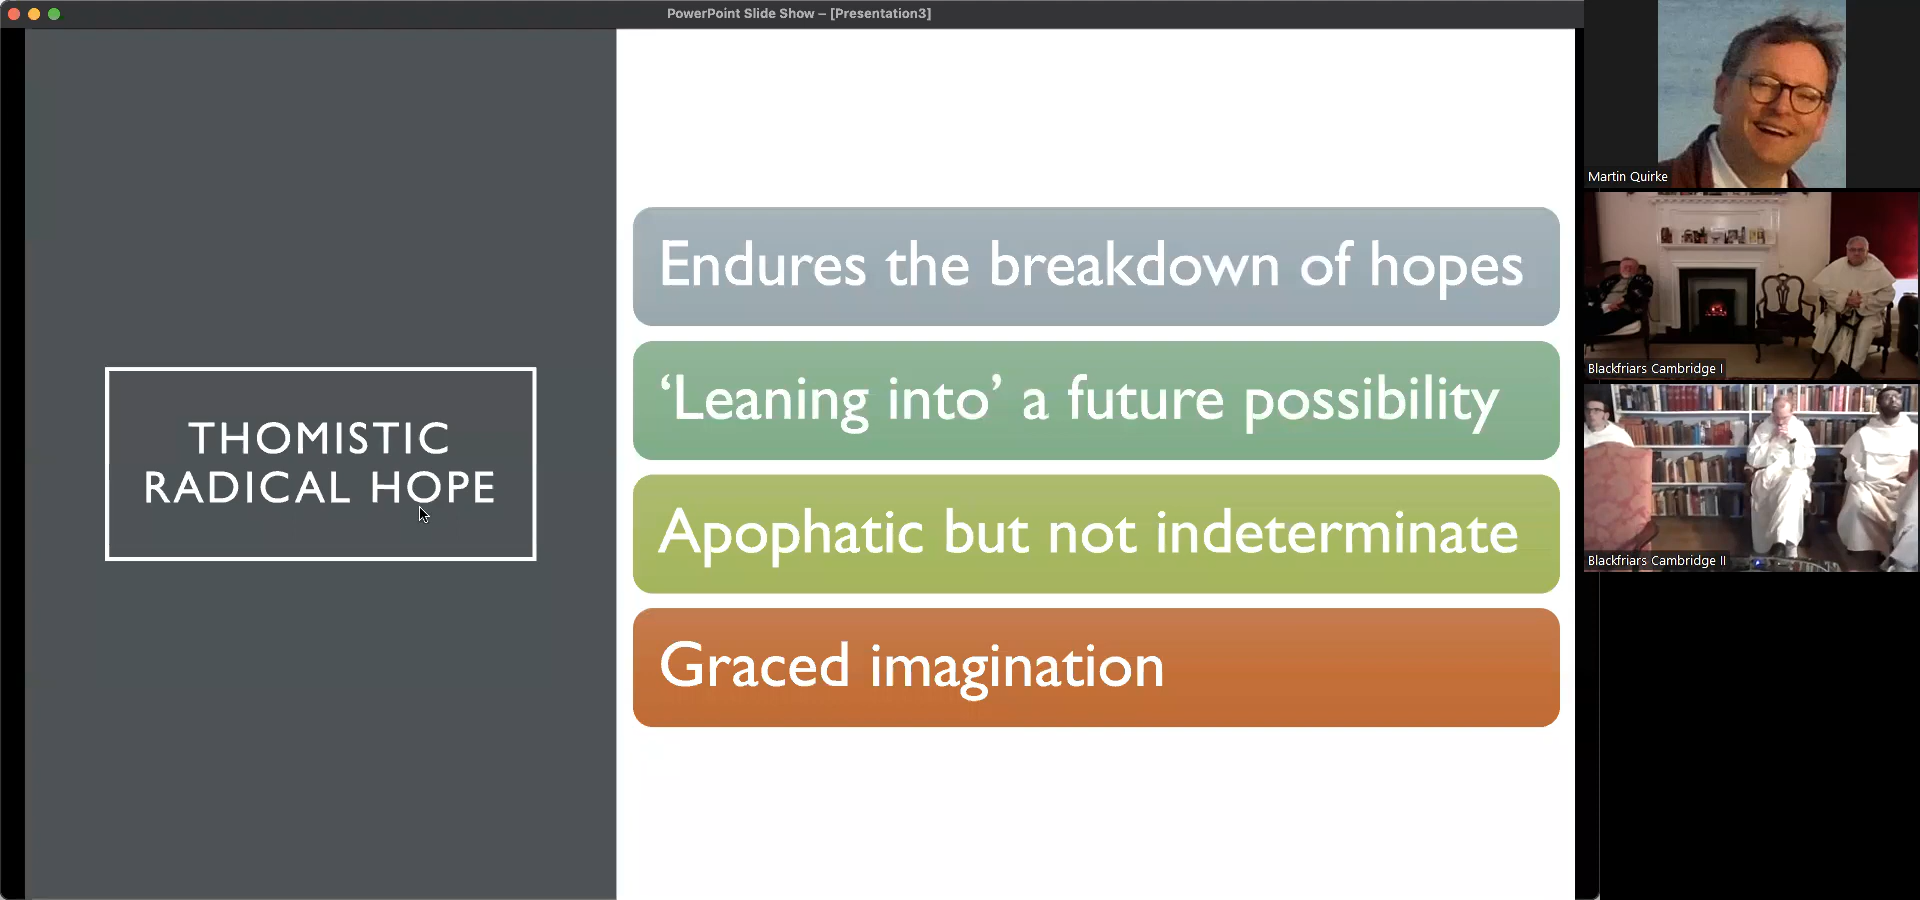 PowerPoint Slide Show – [Presentation3]
THOMISTIC
RADICAL HOPE
Endures the breakdown of hopes
‘Leaning into’ a future possibility
Apophatic but not indeterminate
Graced imagination
Martin Quirke
Blackfriars Cambridge I
Blackfriars Cambridge II